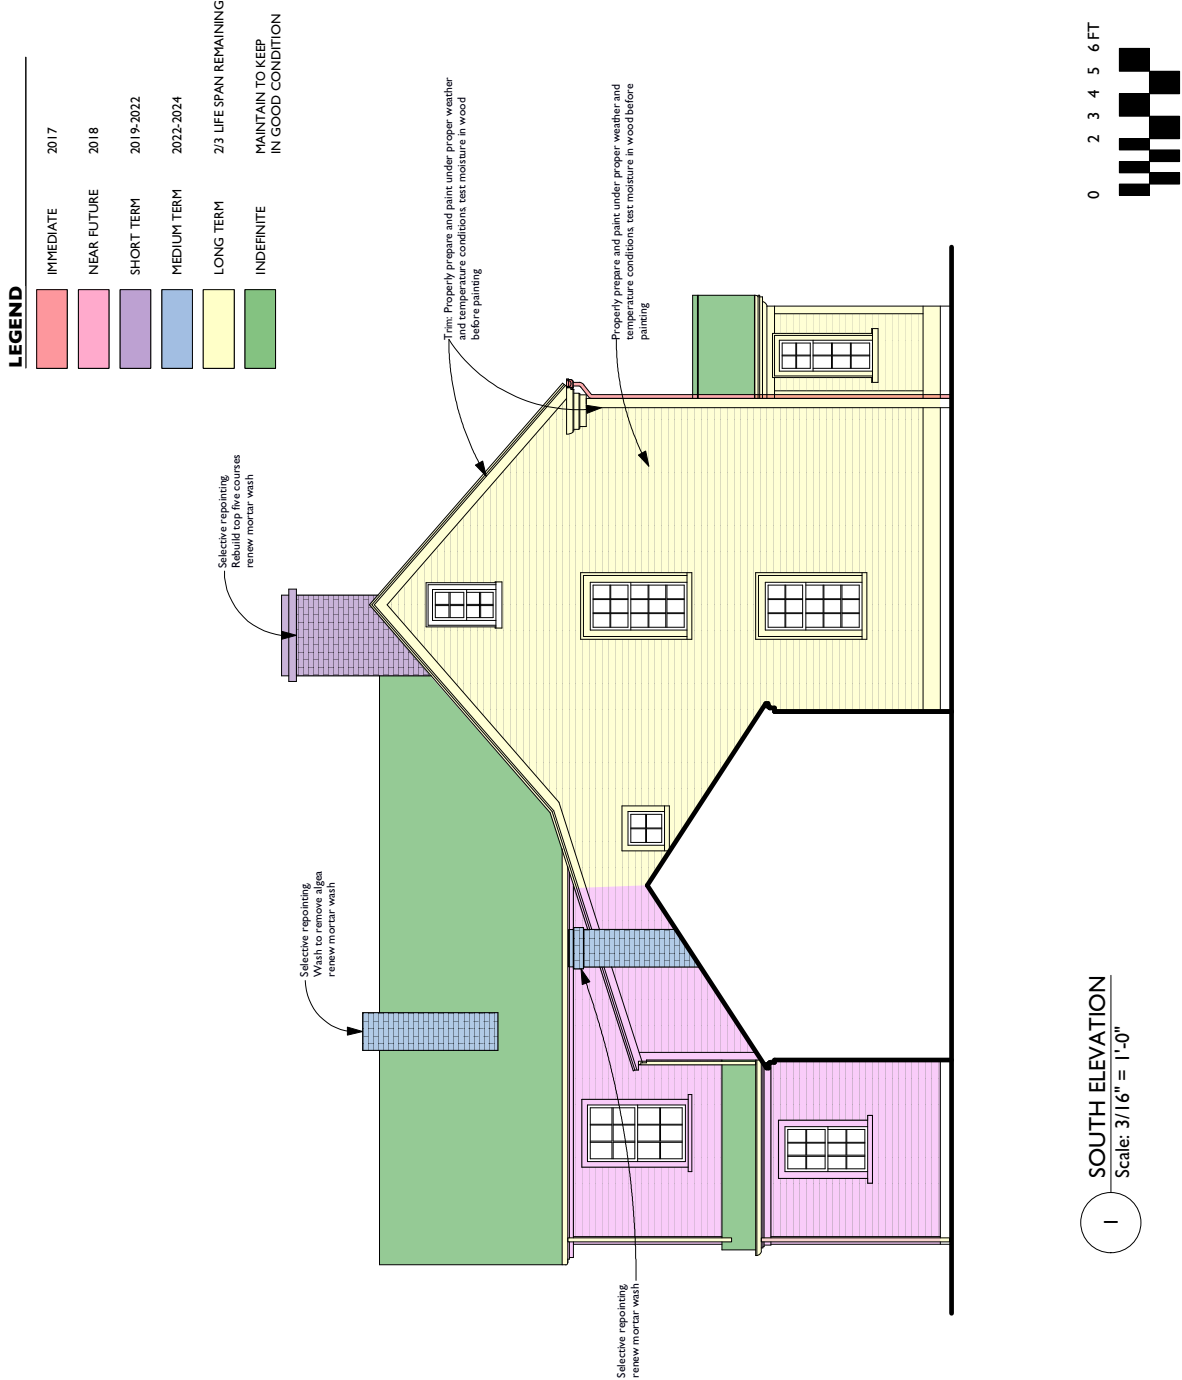 LEGEND
IMMEDIATE 2017
NEAR FUTURE 2018
SHORT TERM 2019-2022
MEDIUM TERM 2022-2024
LONG TERM 2/3 LIFE SPAN REMAINING
INDEFINITE MAINTAIN TO KEEP
IN GOOD CONDITION
Selective repointing,
Rebuild top five courses
renew mortar wash
Selective repointing,
Wash to remove algea
renew mortar wash
Selective repointing,
renew mortar wash
Trim: Properly prepare and paint under proper weather
and temperature conditions, test moisture in wood
before painting
Properly prepare and paint under proper weather and
temperature conditions, test moisture in wood before
painting
1
SOUTH ELEVATION
Scale: 3/16" = 1'-0"
0 2 3 4 5 6 FT